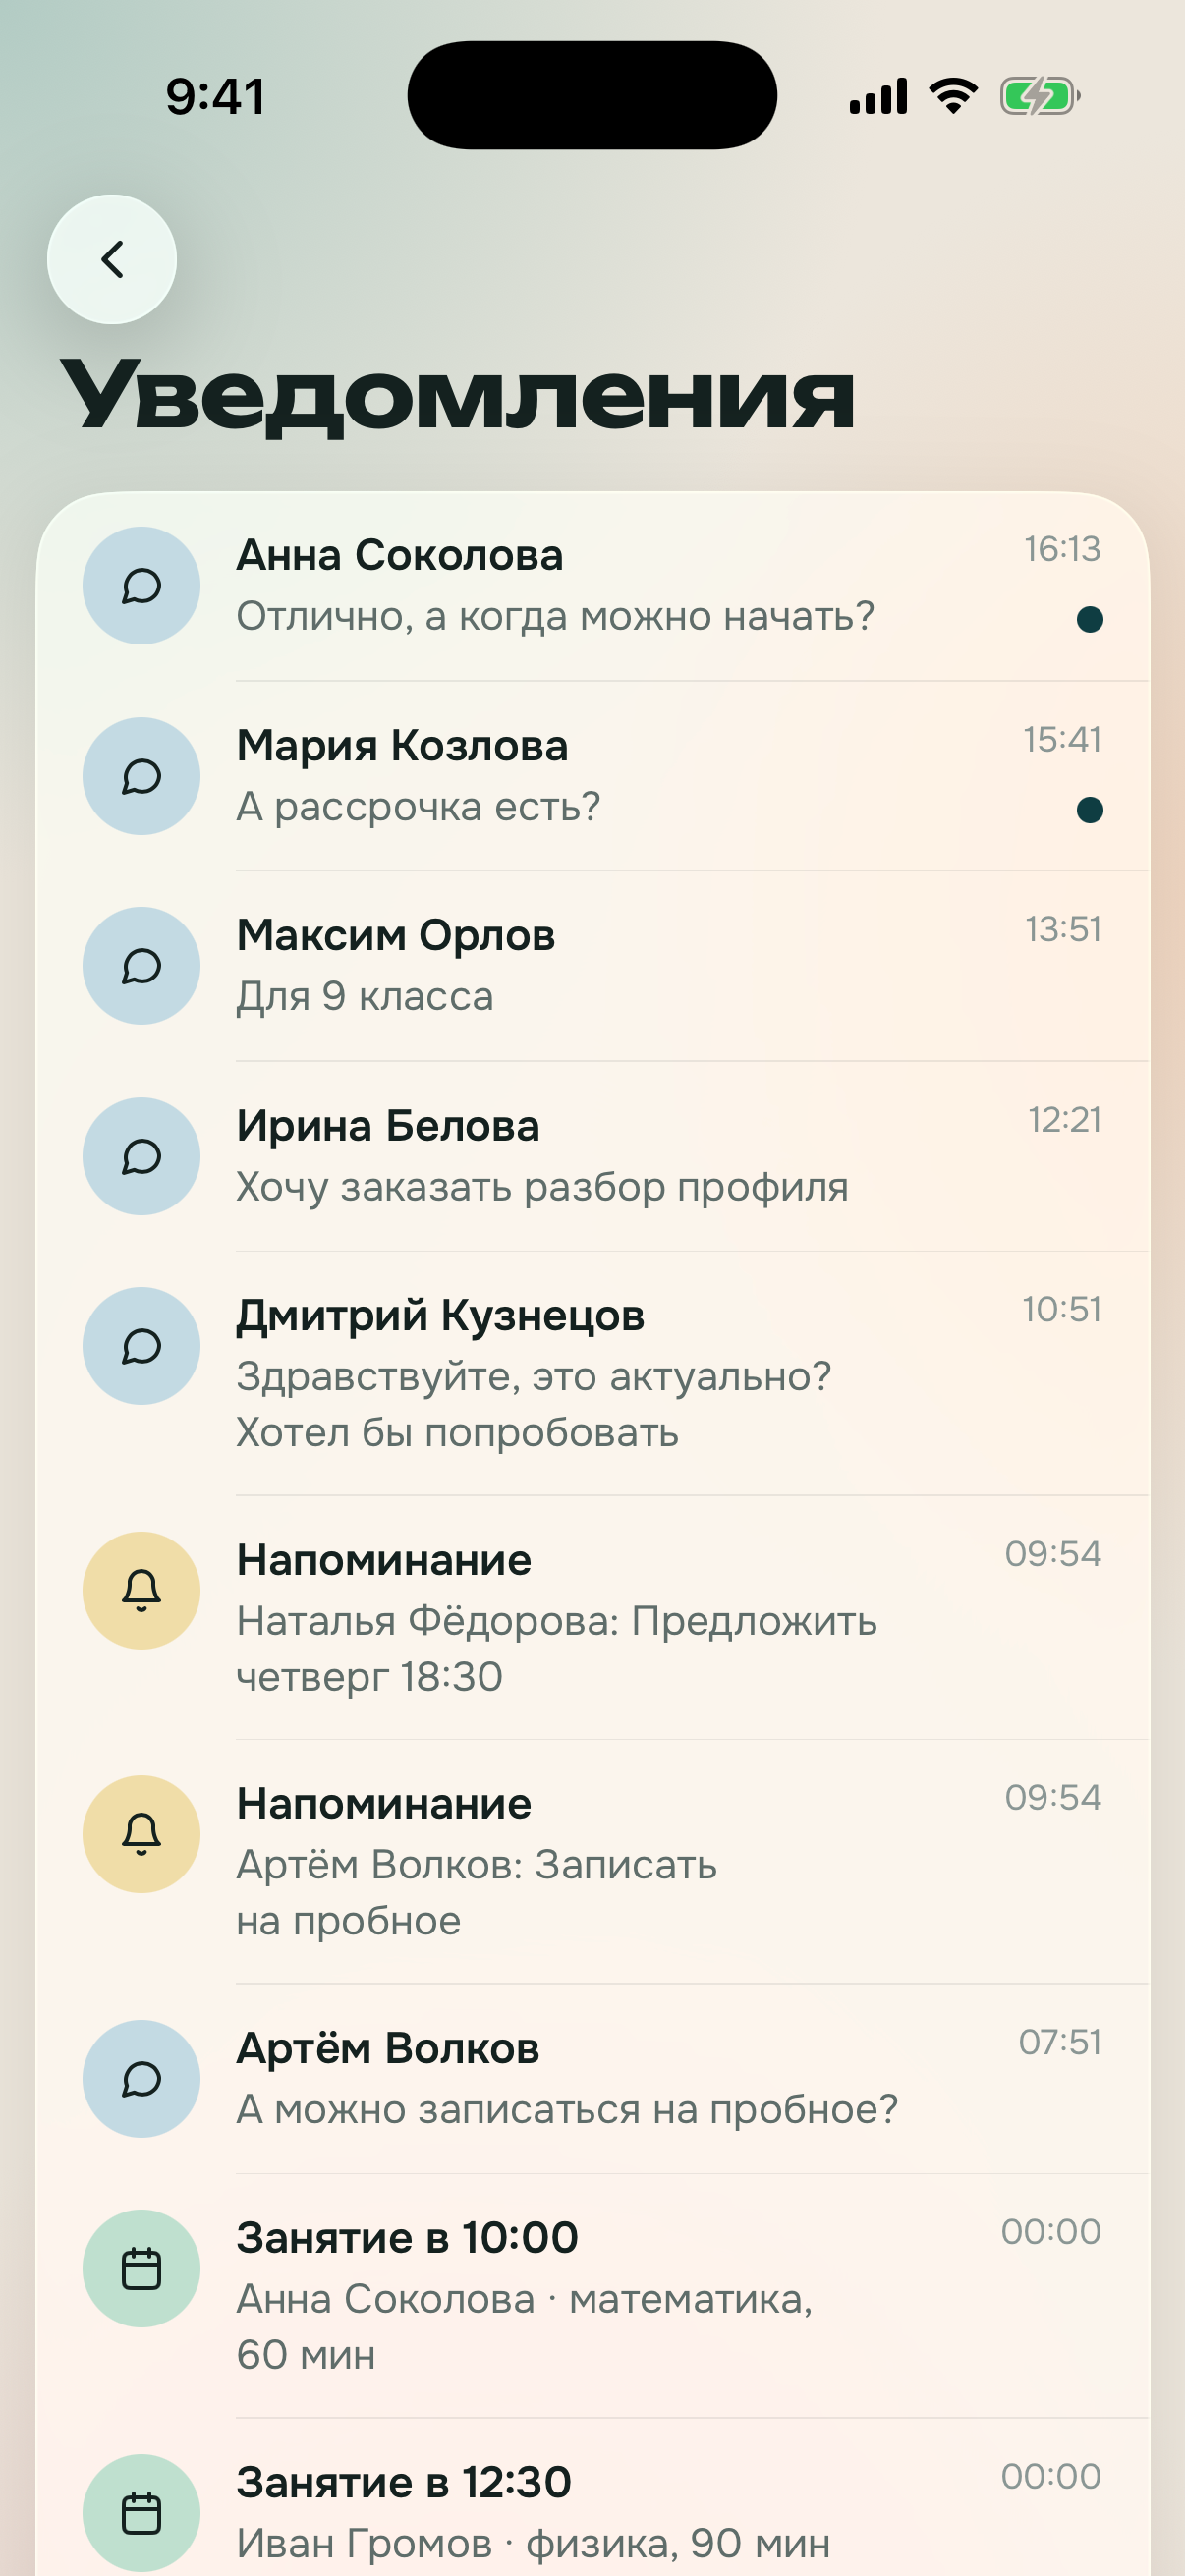 9:41
Уведомления
Анна Соколова 16:13
Отлично, а когда можно начать?
Мария Козлова 15:41
А рассрочка есть?
Максим Орлов 13:51
Для 9 класса
Ирина Белова 12:21
Хочу заказать разбор профиля
Дмитрий Кузнецов 10:51
Здравствуйте, это актуально?
Хотел бы попробовать
Напоминание 09:54
Наталья Фёдорова: Предложить
четверг 18:30
Напоминание 09:54
Артём Волков: Записать
на пробное
Артём Волков 07:51
А можно записаться на пробное?
Занятие в 10:00 00:00
Анна Соколова · математика,
60 мин
Занятие в 12:30 00:00
Иван Громов · физика, 90 мин